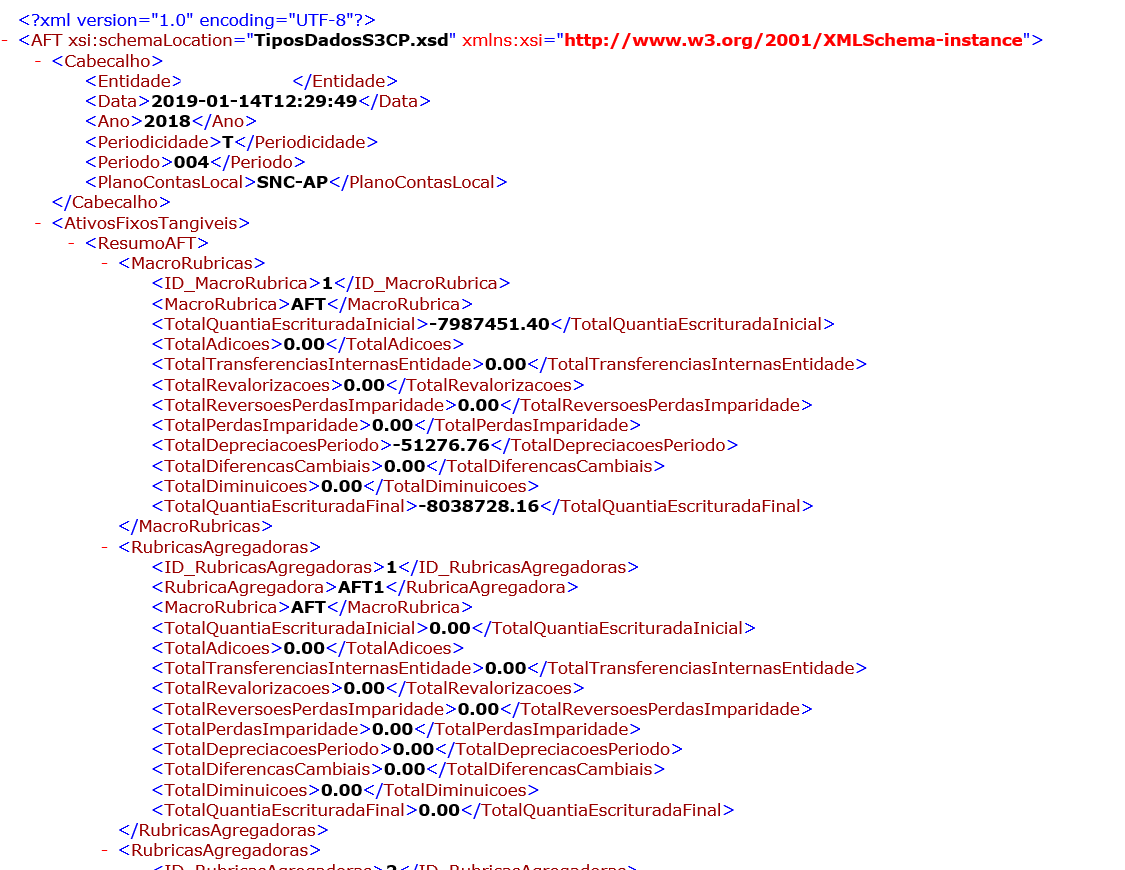 <?xml version="1.0" encoding="UTF-8"?>
- <AFT xsi:schemaLocation="TiposDadosS3CP.xsd" xmlns:xsi="http://www.w3.org/2001/XMLSchema-instance">
- <Cabecalho>
<Entidade> </Entidade>
<Data>2019-01-14T12:29:49</Data>
<Ano>2018</Ano>
<Periodicidade>T</Periodicidade>
<Periodo>004</Periodo>
<PlanoContasLocal>SNC-AP</PlanoContasLocal>
</Cabecalho>
- <AtivosFixosTangiveis>
- <ResumoAFT>
- <MacroRubricas>
<ID_MacroRubrica>1</ID_MacroRubrica>
<MacroRubrica>AFT</MacroRubrica>
<TotalQuantiaEscrituradaInicial>-7987451.40</TotalQuantiaEscrituradaInicial>
<TotalAdicoes>0.00</TotalAdicoes>
<TotalTransferenciasInternasEntidade>0.00</TotalTransferenciasInternasEntidade>
<TotalRevalorizacoes>0.00</TotalRevalorizacoes>
<TotalReversoesPerdasImparidade>0.00</TotalReversoesPerdasImparidade>
<TotalPerdasImparidade>0.00</TotalPerdasImparidade>
<TotalDepreciacoesPeriodo>-51276.76</TotalDepreciacoesPeriodo>
<TotalDiferencasCambiais>0.00</TotalDiferencasCambiais>
<TotalDiminuicoes>0.00</TotalDiminuicoes>
<TotalQuantiaEscrituradaFinal>-8038728.16</TotalQuantiaEscrituradaFinal>
</MacroRubricas>
- <RubricasAgregadoras>
<ID_RubricasAgregadoras>1</ID_RubricasAgregadoras>
<RubricaAgregadora>AFT1</RubricaAgregadora>
<MacroRubrica>AFT</MacroRubrica>
<TotalQuantiaEscrituradaInicial>0.00</TotalQuantiaEscrituradaInicial>
<TotalAdicoes>0.00</TotalAdicoes>
<TotalTransferenciasInternasEntidade>0.00</TotalTransferenciasInternasEntidade>
<TotalRevalorizacoes>0.00</TotalRevalorizacoes>
<TotalReversoesPerdasImparidade>0.00</TotalReversoesPerdasImparidade>
<TotalPerdasImparidade>0.00</TotalPerdasImparidade>
<TotalDepreciacoesPeriodo>0.00</TotalDepreciacoesPeriodo>
<TotalDiferencasCambiais>0.00</TotalDiferencasCambiais>
<TotalDiminuicoes>0.00</TotalDiminuicoes>
<TotalQuantiaEscrituradaFinal>0.00</TotalQuantiaEscrituradaFinal>
</RubricasAgregadoras>
- <RubricasAgregadoras>
<ID_RubricasAgregadoras>2</ID_RubricasAgregadoras>